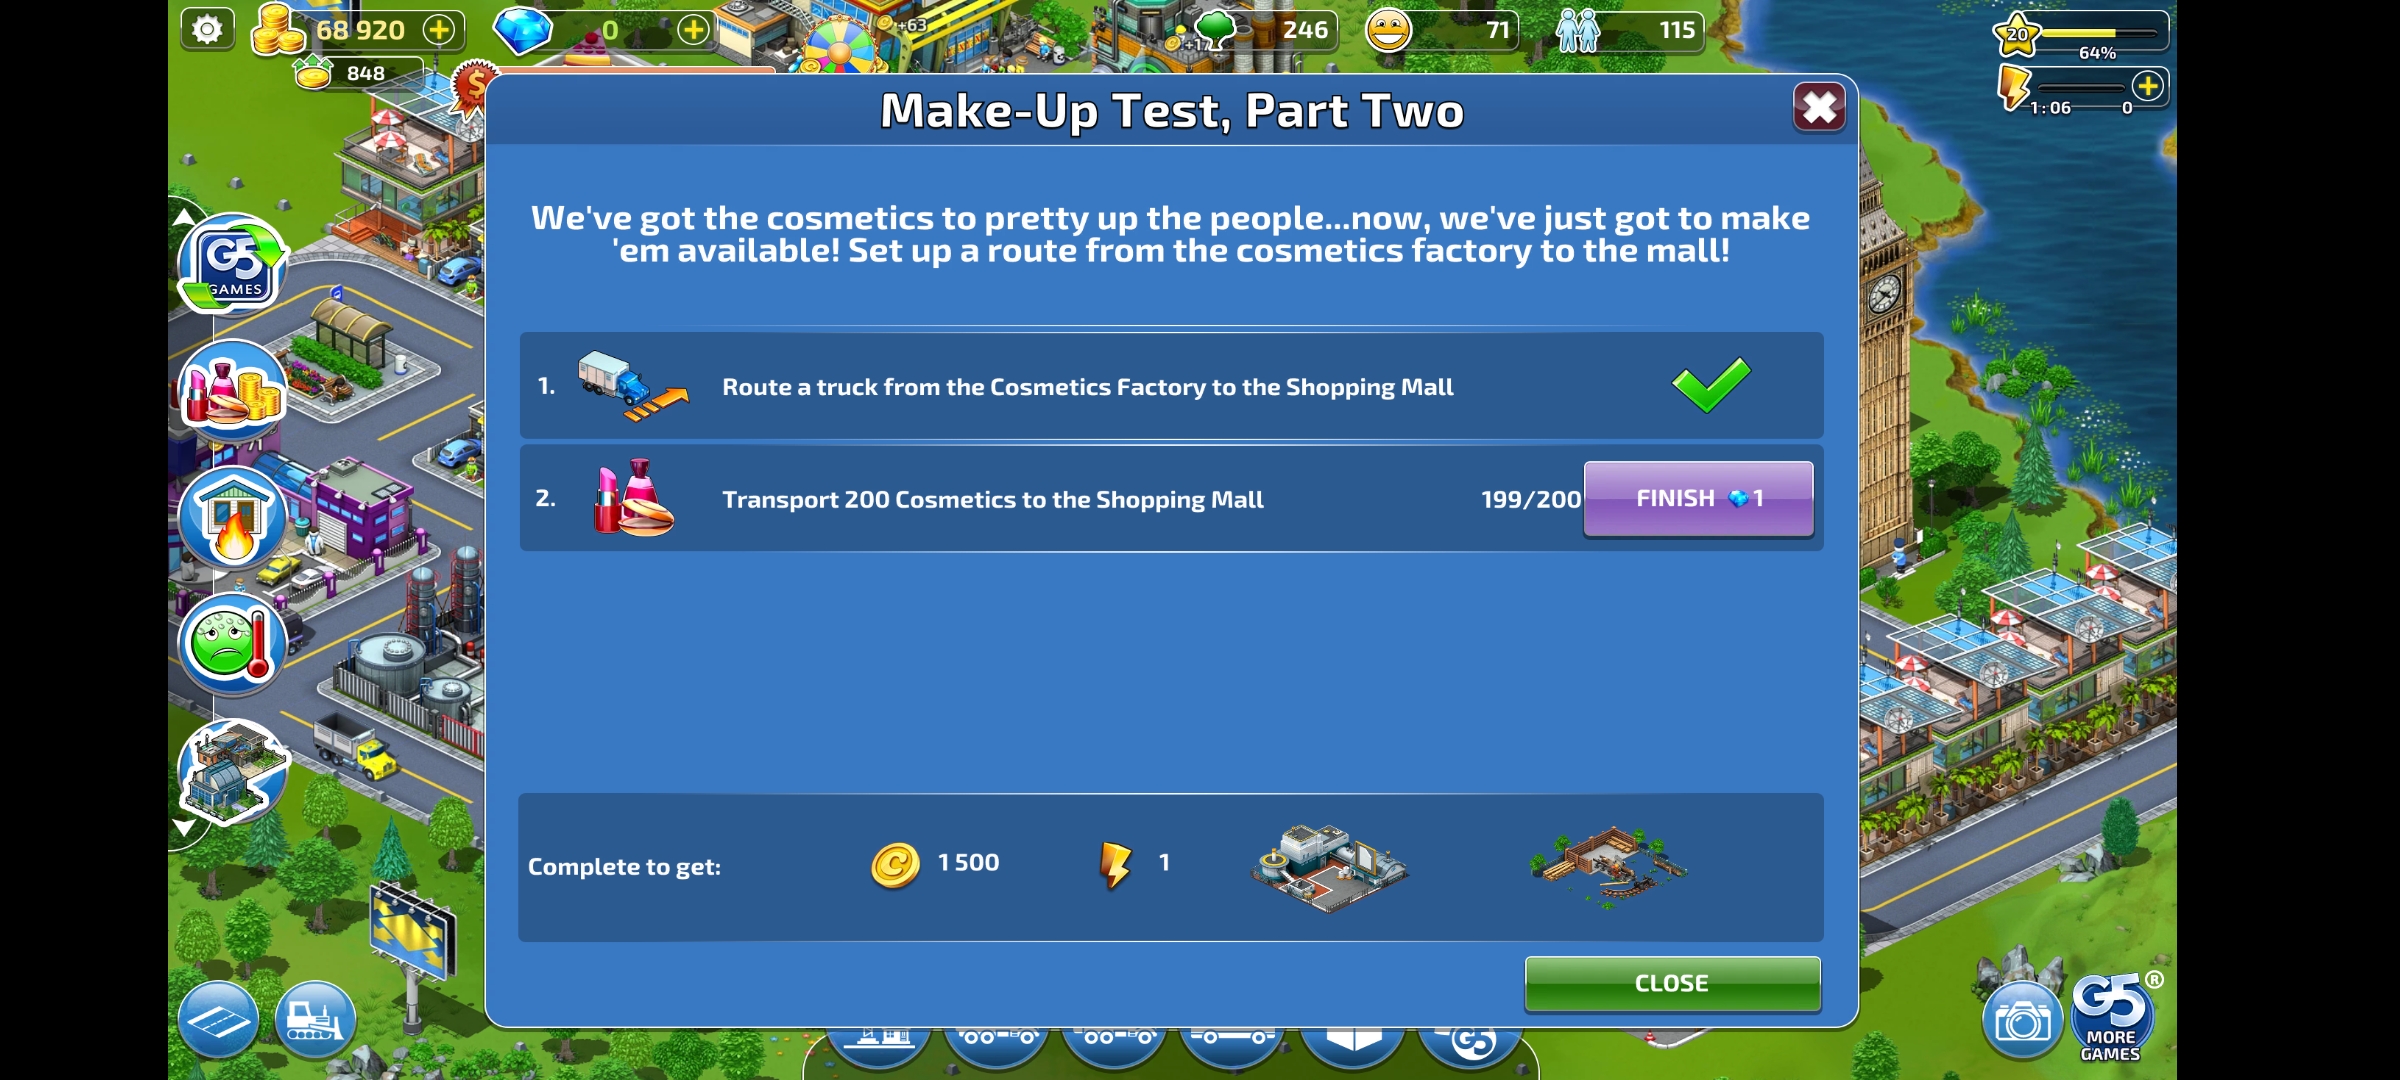 68 920
0
+63
+17
246
71
115
20
64%
848
1:06
0
$
Make-Up Test, Part Two
We've got the cosmetics to pretty up the people...now, we've just got to make
'em available! Set up a route from the cosmetics factory to the mall!
G5
GAMES
1.
Route a truck from the Cosmetics Factory to the Shopping Mall
2.
Transport 200 Cosmetics to the Shopping Mall
199/200
FINISH 1
Complete to get:
1 500
1
CLOSE
G5
G5®
MORE
GAMES